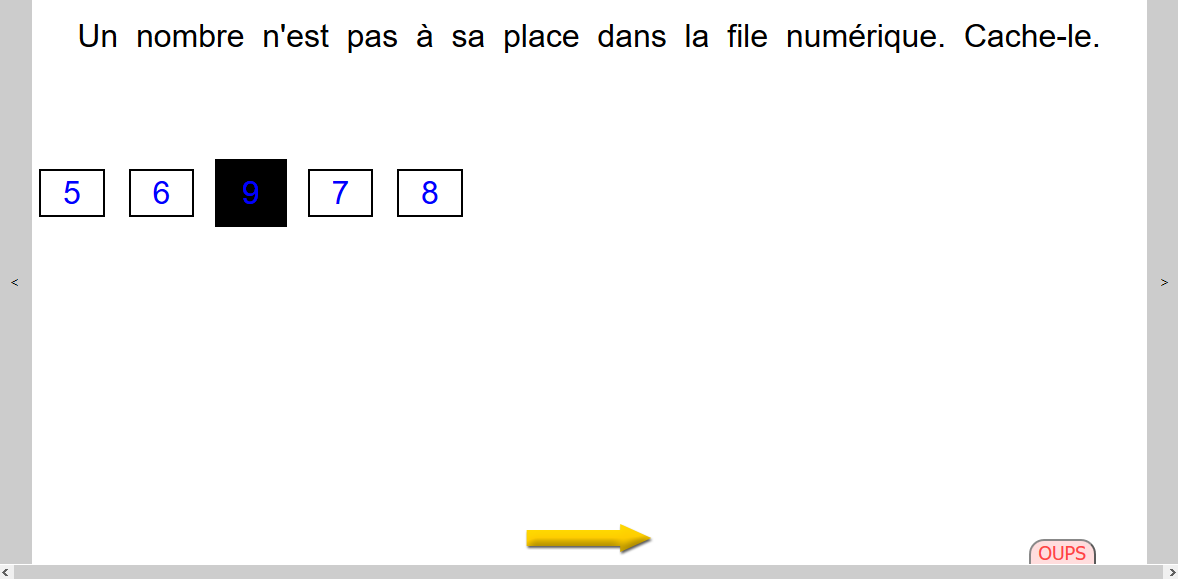 Un nombre n'est pas à sa place dans la file numérique. Cache-le.
5 6 9 7 8
< >
OUPS
< >